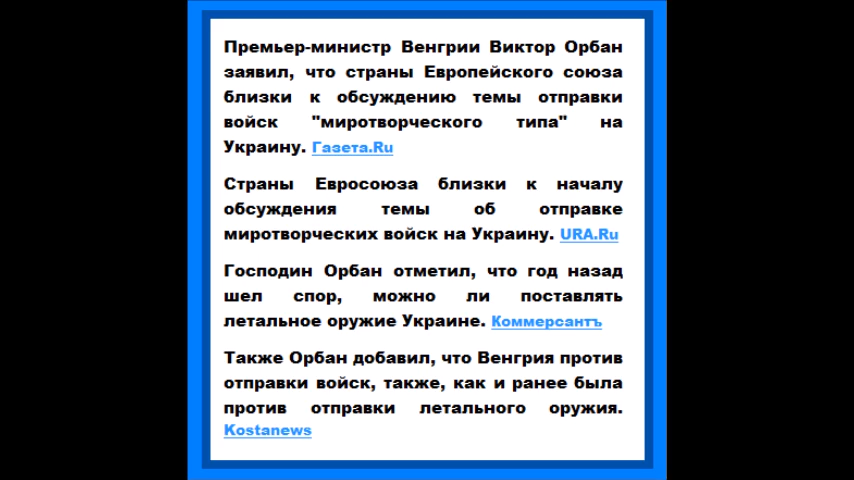 Премьер-министр Венгрии Виктор Орбан
заявил, что страны Европейского союза
близки к обсуждению темы отправки
войск "миротворческого типа" на
Украину. Газета.Ru
Страны Евросоюза близки к началу
обсуждения темы об отправке
миротворческих войск на Украину. URA.Ru
Господин Орбан отметил, что год назад
шел спор, можно ли поставлять
летальное оружие Украине. Коммерсантъ
Также Орбан добавил, что Венгрия против
отправки войск, также, как и ранее была
против отправки летального оружия.
Kostanews